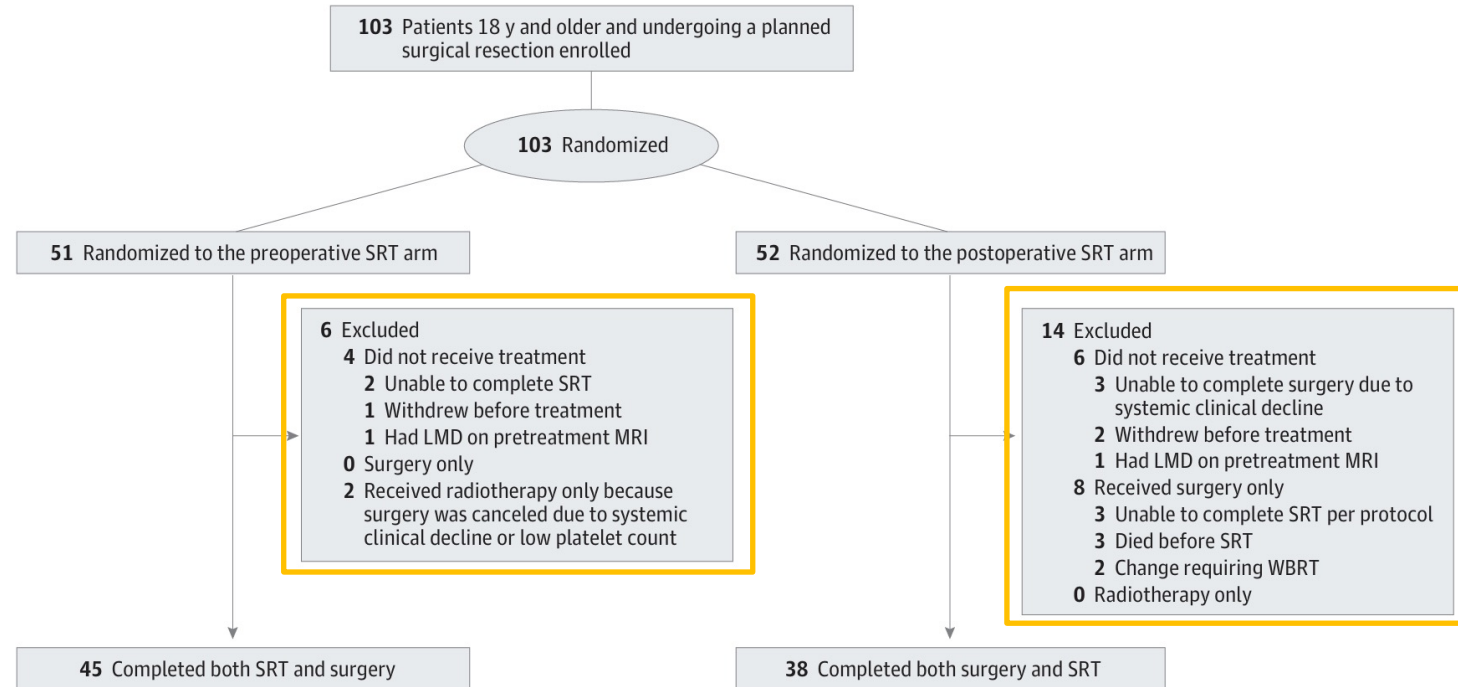 103 Patients 18 y and older and undergoing a planned
surgical resection enrolled
103 Randomized
51 Randomized to the preoperative SRT arm
52 Randomized to the postoperative SRT arm
6 Excluded
4 Did not receive treatment
2 Unable to complete SRT
1 Withdrew before treatment
1 Had LMD on pretreatment MRI
0 Surgery only
2 Received radiotherapy only because
surgery was canceled due to systemic
clinical decline or low platelet count
14 Excluded
6 Did not receive treatment
3 Unable to complete surgery due to
systemic clinical decline
2 Withdrew before treatment
1 Had LMD on pretreatment MRI
8 Received surgery only
3 Unable to complete SRT per protocol
3 Died before SRT
2 Change requiring WBRT
0 Radiotherapy only
45 Completed both SRT and surgery
38 Completed both surgery and SRT